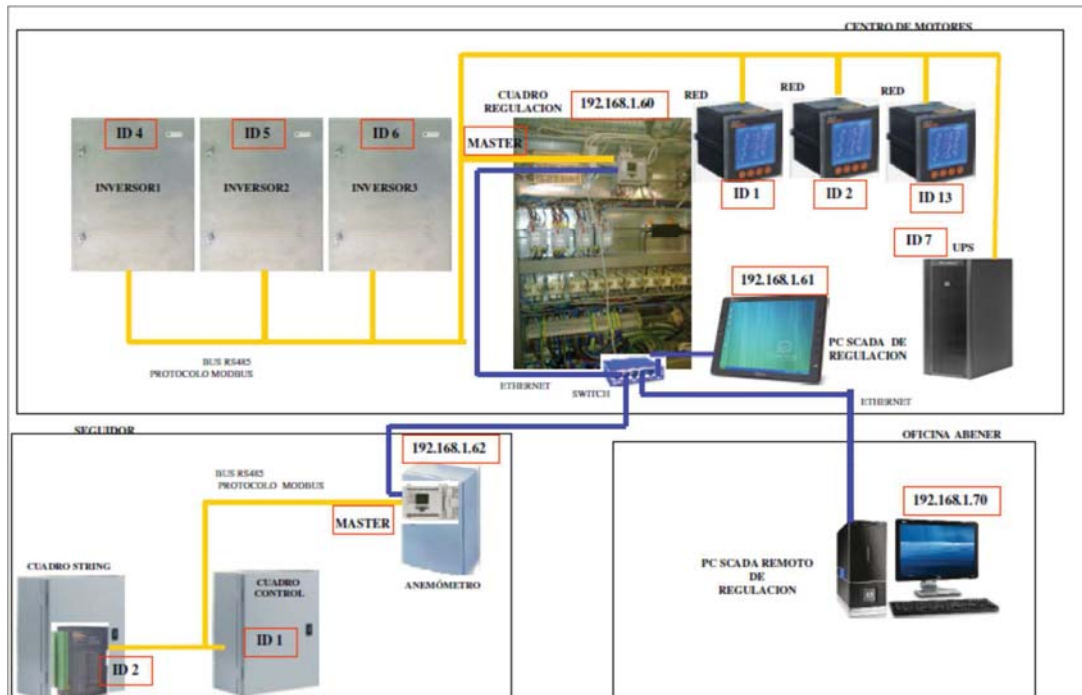 CENTRO DE MOTORES
CUADRO
REGULACION
192.168.1.60
RED
RED
RED
ID 4
ID 5
ID 6
MASTER
INVERSOR1
INVERSOR2
INVERSOR3
ID 1
ID 2
ID 13
ID 7
UPS
192.168.1.61
PC SCADA DE
REGULACION
BUS RS485
PROTOCOLO MODBUS
ETHERNET
SWITCH
ETHERNET
SEGUIDOR
OFICINA ABENER
192.168.1.62
BUS RS485
PROTOCOLO MODBUS
MASTER
192.168.1.70
CUADRO STRING
CUADRO
CONTROL
ANEMÓMETRO
PC SCADA REMOTO
DE
REGULACION
ID 1
ID 2